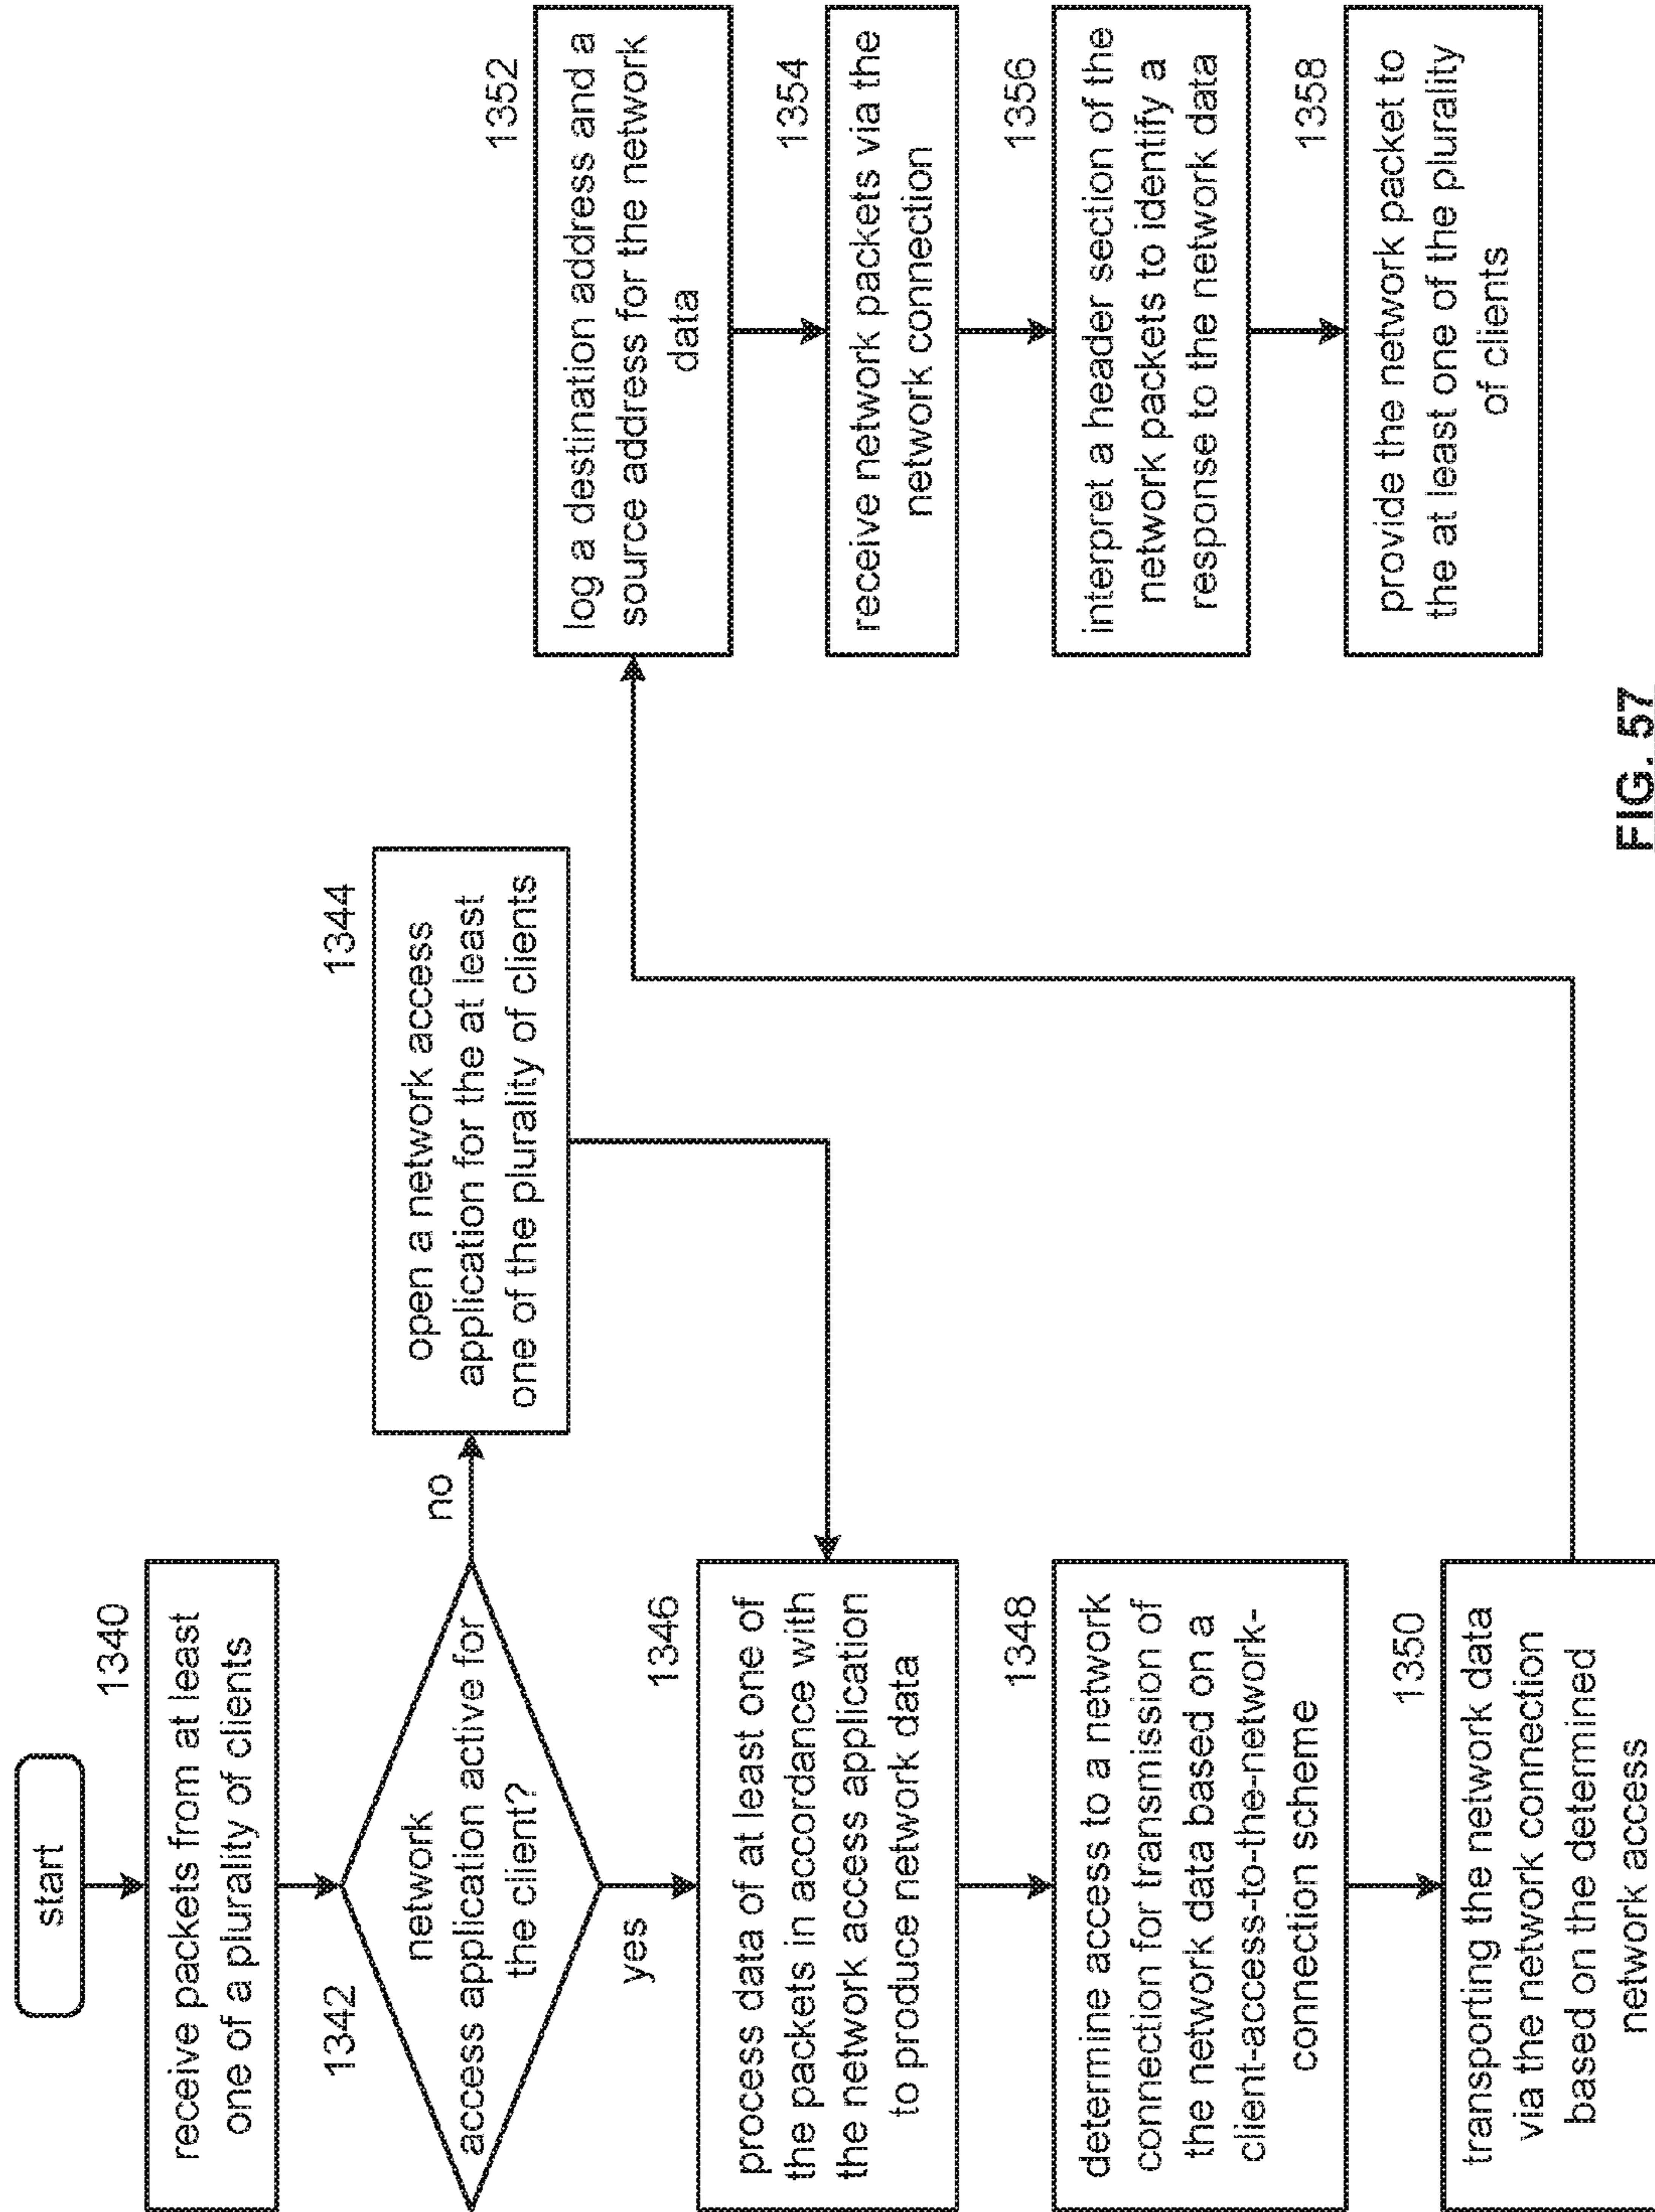 start
1340
receive packets from at least
one of a plurality of clients
1342
network
access application active for
the client?
no
yes
1344
open a network access
application for the at least
one of the plurality of clients
1346
process data of at least one of
the packets in accordance with
the network access application
to produce network data
1348
determine access to a network
connection for transmission of
the network data based on a
client-access-to-the-network-
connection scheme
1350
transporting the network data
via the network connection
based on the determined
network access
1352
log a destination address and a
source address for the network
data
1354
receive network packets via the
network connection
1356
interpret a header section of the
network packets to identify a
response to the network data
1358
provide the network packet to
the at least one of the plurality
of clients
FIG. 57